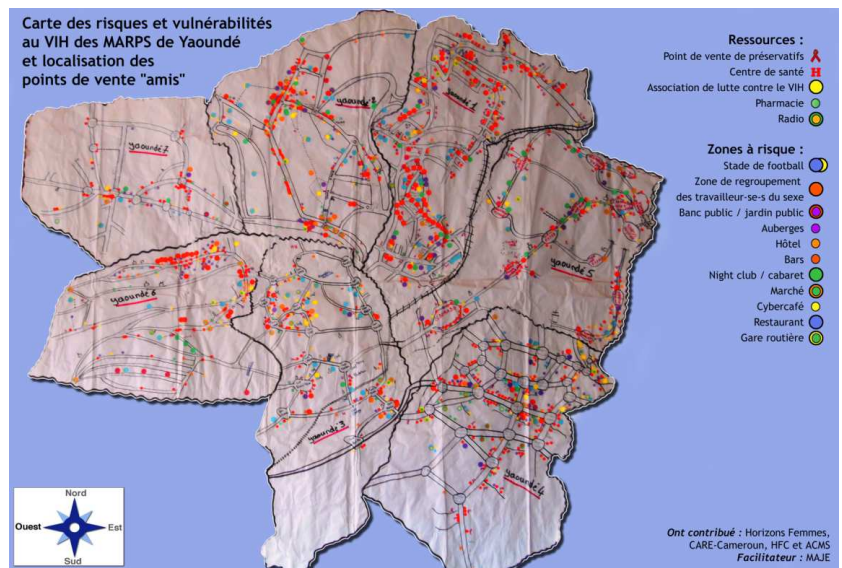 Carte des risques et vulnérabilités
au VIH des MARPS de Yaoundé
et localisation des
points de vente "amis"
Ressources :
Point de vente de préservatifs
Centre de santé H
Association de lutte contre le VIH
Pharmacie
Radio
Zones à risque :
Stade de football
Zone de regroupement
des travailleur-se-s du sexe
Banc public / jardin public
Auberges
Hôtel
Bars
Night club / cabaret
Marché
Cybercafé
Restaurant
Gare routière
yaoundé 8
yaoundé 1
yaoundé 7
yaoundé 5
yaoundé 6
yaoundé 3
yaoundé 4
Nord
Ouest
Est
Sud
Ont contribué : Horizons Femmes,
CARE-Cameroun, HFC et ACMS
Facilitateur : MAJE